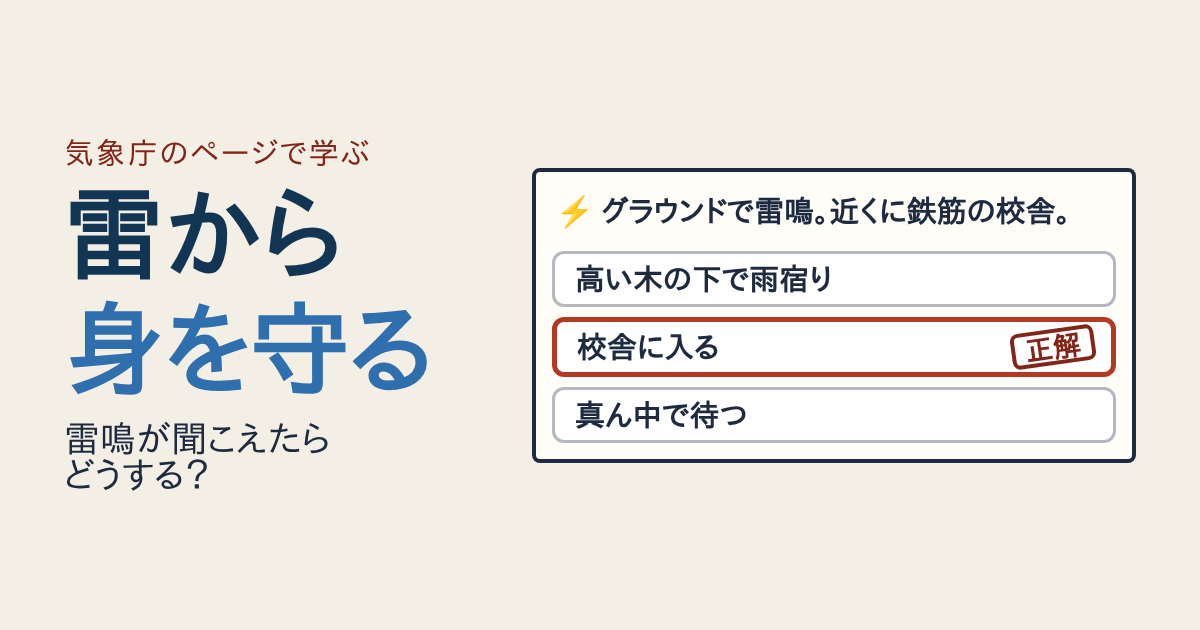 気象庁のページで学ぶ
雷から
身を守る
雷鳴が聞こえたら
どうする？
⚡ グラウンドで雷鳴。近くに鉄筋の校舎。
高い木の下で雨宿り
校舎に入る
正解
真ん中で待つ